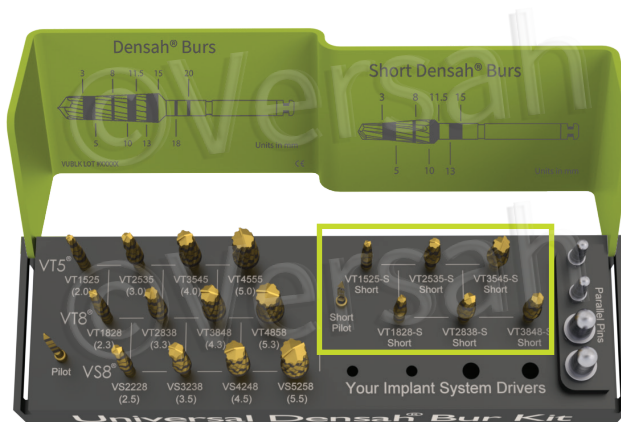 Densah® Burs
3 8 11.5 15 20
5 10 13 18
Units in mm
Short Densah® Burs
3 8 11.5 15
5 10 13
Units in mm
©Versah
©Versah
VT5®
VT1525
(2.0)
VT2535
(3.0)
VT3545
(4.0)
VT4555
(5.0)
VT8®
VT1828
(2.3)
VT2838
(3.3)
VT3848
(4.3)
VT4858
(5.3)
Pilot
VS8®
VS2228
(2.5)
VS3238
(3.5)
VS4248
(4.5)
VS5258
(5.5)
Short
Pilot
VT1525-S
Short
VT2535-S
Short
VT3545-S
Short
VT1828-S
Short
VT2838-S
Short
VT3848-S
Short
Parallel Pins
Your Implant System Drivers
Universal Densah® Bur Kit